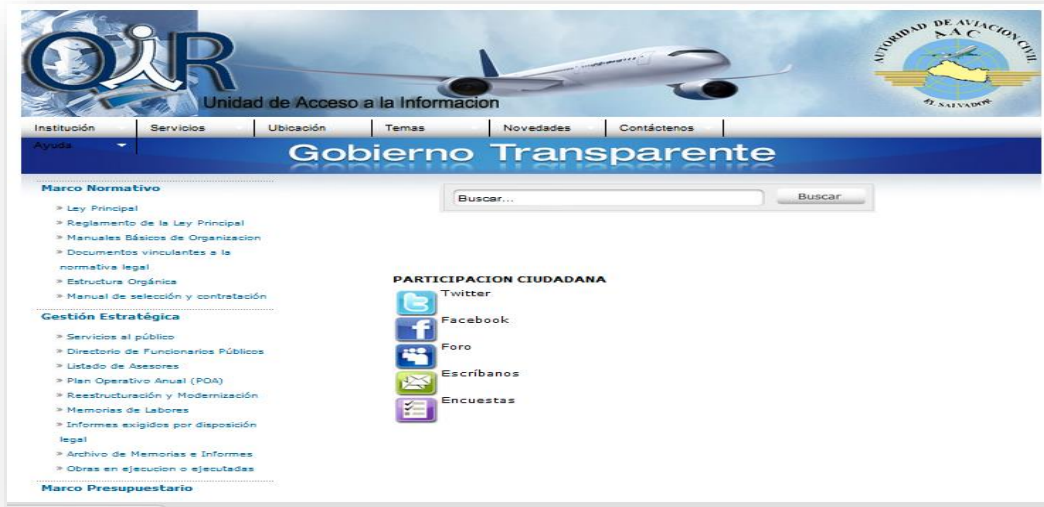 OIR
Unidad de Acceso a la Informacion
AUTORIDAD DE AVIACION CIVIL
AAC
EL SALVADOR
Institución Servicios Ubicación Temas Novedades Contáctenos
Ayuda
Gobierno Transparente
Marco Normativo
» Ley Principal
» Reglamento de la Ley Principal
» Manuales Básicos de Organizacion
» Documentos vinculantes a la
normativa legal
» Estructura Orgánica
» Manual de selección y contratación
Gestión Estratégica
» Servicios al público
» Directorio de Funcionarios Públicos
» Listado de Asesores
» Plan Operativo Anual (POA)
» Reestructuración y Modernización
» Memorias de Labores
» Informes exigidos por disposición
legal
» Archivo de Memorias e Informes
» Obras en ejecucion o ejecutadas
Marco Presupuestario
Buscar... Buscar
PARTICIPACION CIUDADANA
Twitter
Facebook
Foro
Escríbanos
Encuestas